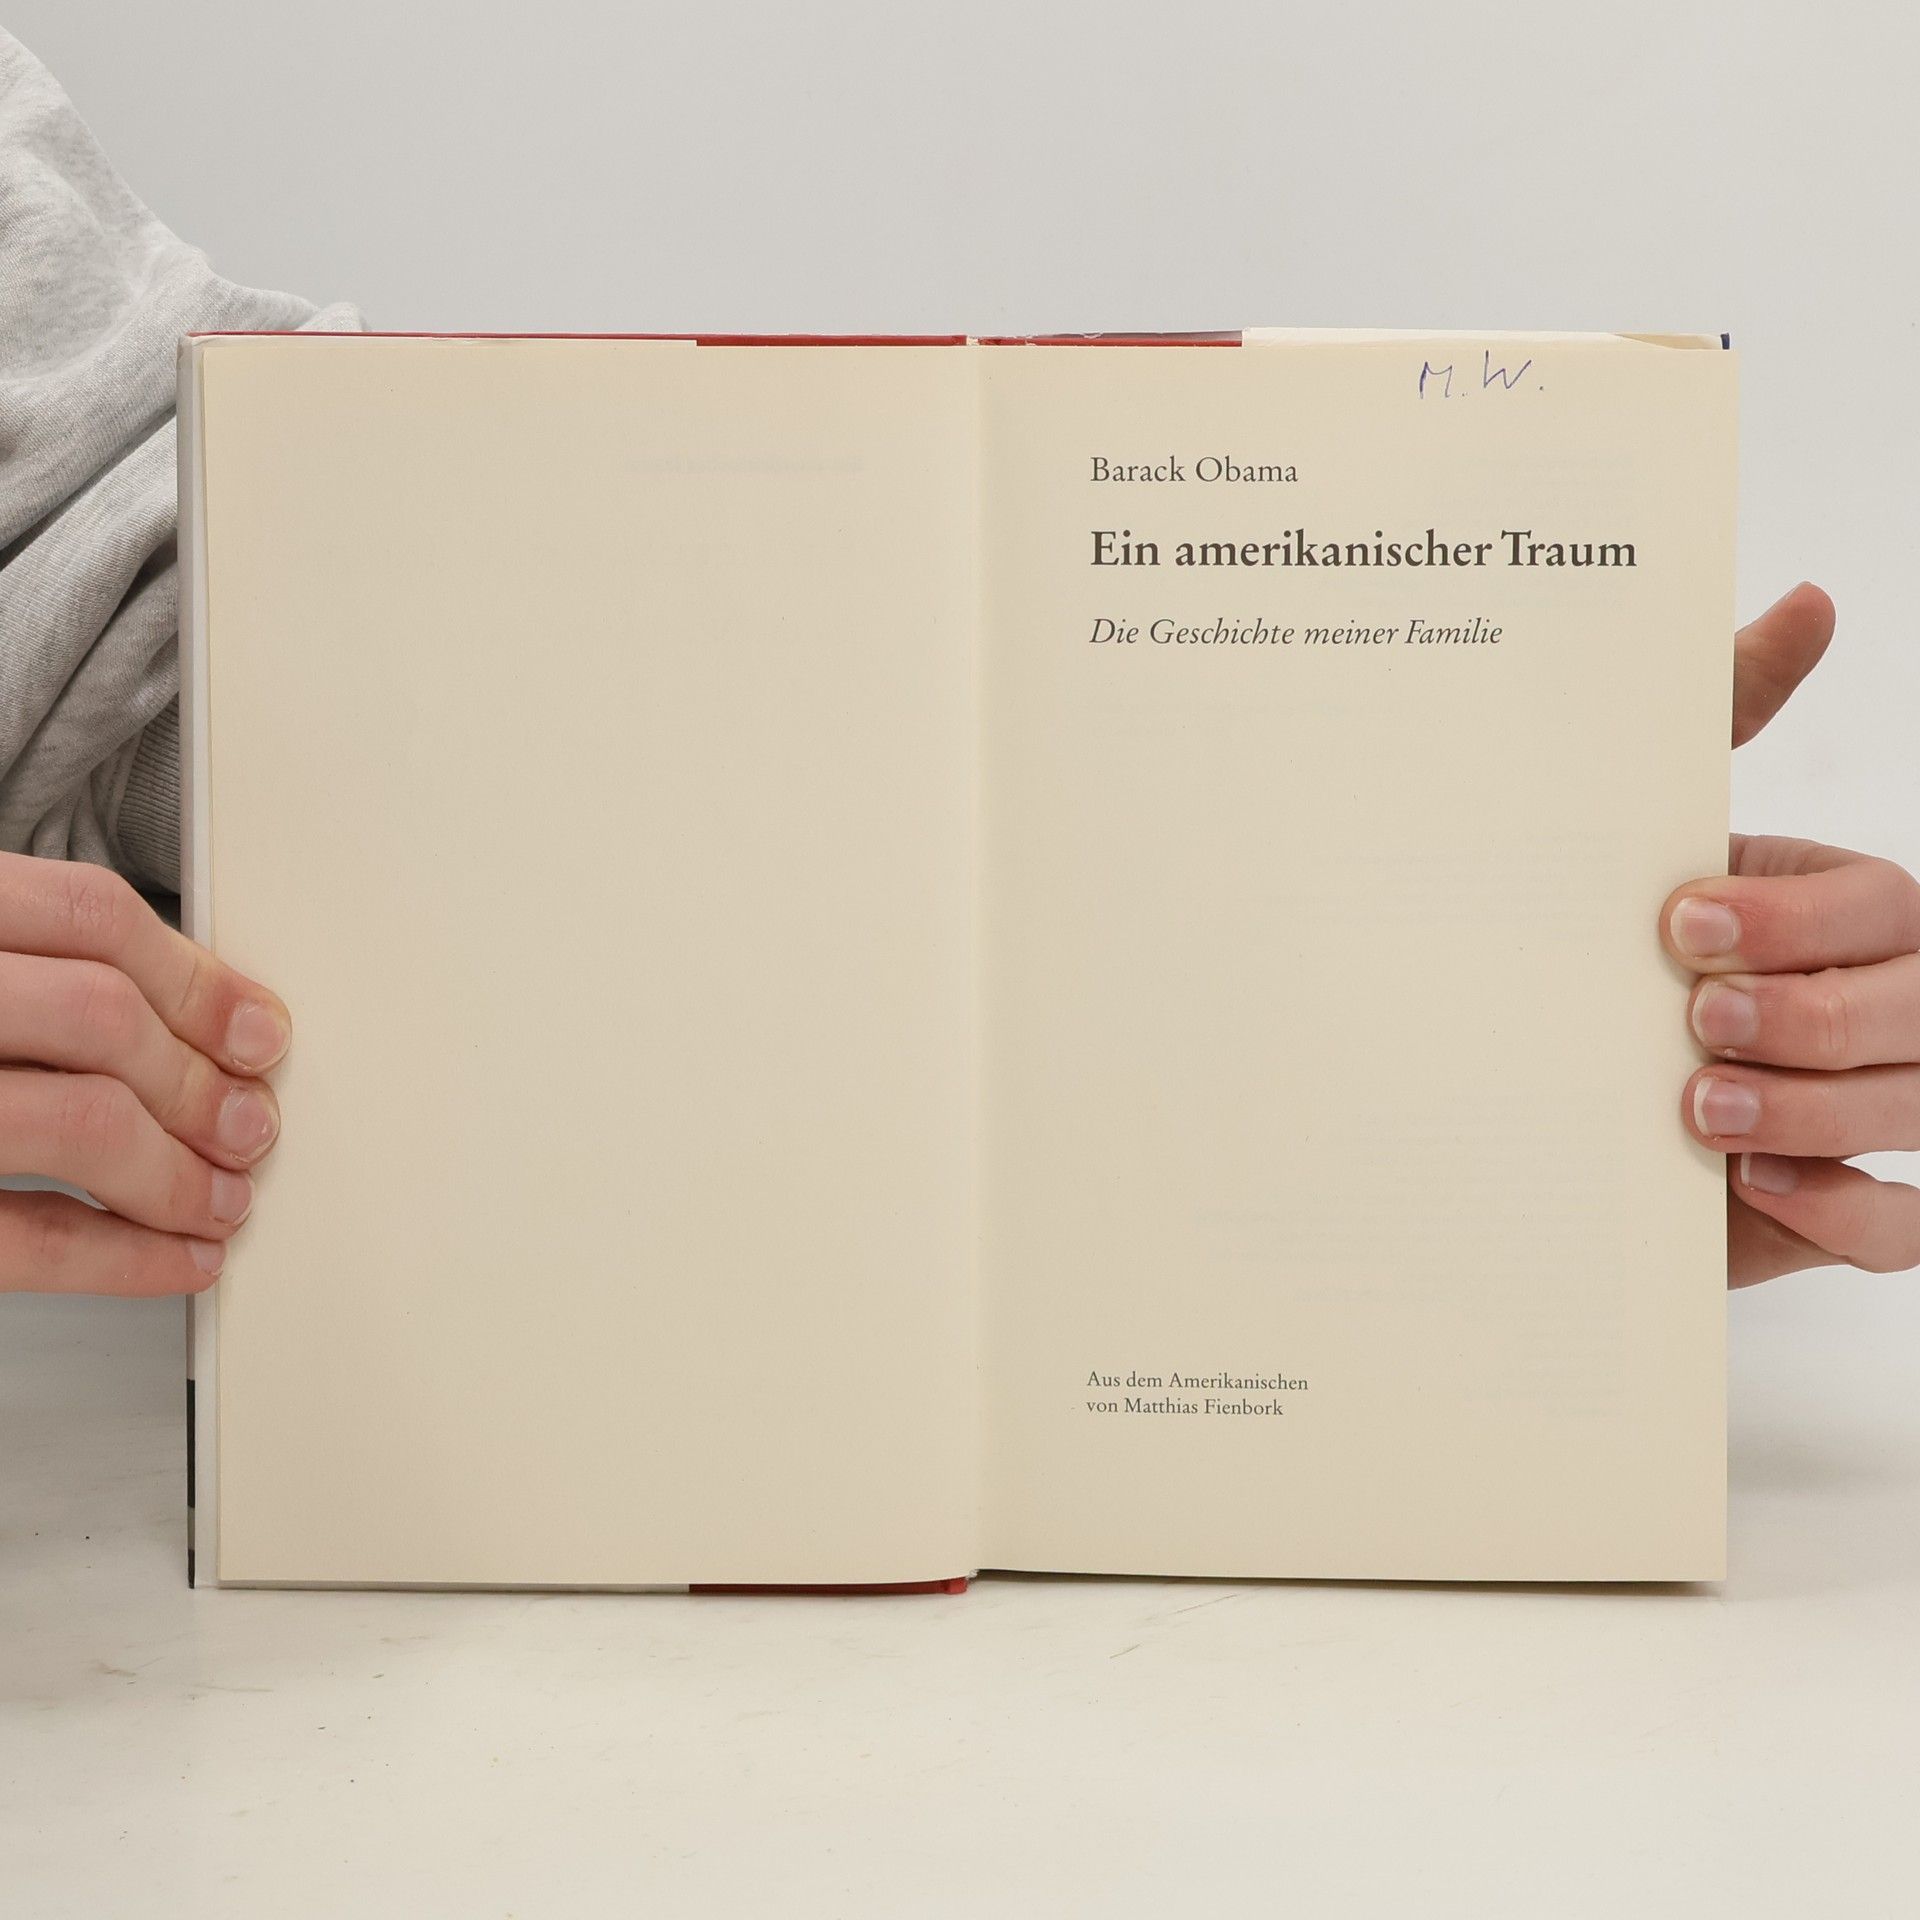 M. W.
Barack Obama
Ein amerikanischer Traum
Die Geschichte meiner Familie
Aus dem Amerikanischen
von Matthias Fienbork